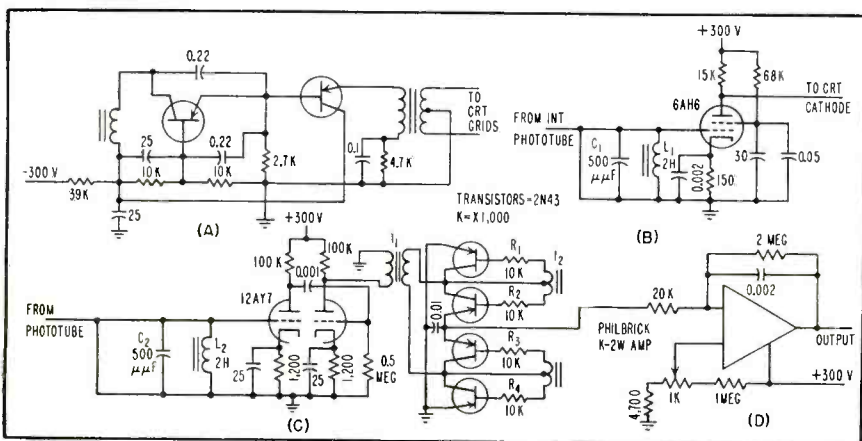 0.22
25
0.22
10K
10K
2.7K
-300 V
39K
25
(A)
0.1
4.7K
TO
CRT
GRIDS
TRANSISTORS=2N43
K=X1,000
+300 V
15K
68K
TO CRT
CATHODE
6AH6
FROM INT
PHOTOTUBE
C1
500
μμF
L1
2H
0.002
150
30
0.05
(B)
+300V
100K
100K
0.001
12AY7
FROM
PHOTOTUBE
C2
500
μμF
L2
2H
25
1,200
25
1,200
0.5
MEG
(C)
T1
0.01
R1
10K
R2
10K
T2
R3
10K
R4
10K
2 MEG
0.002
20K
PHILBRICK
K-2W AMP
OUTPUT
+300 V
4,700
1K
1MEG
(D)